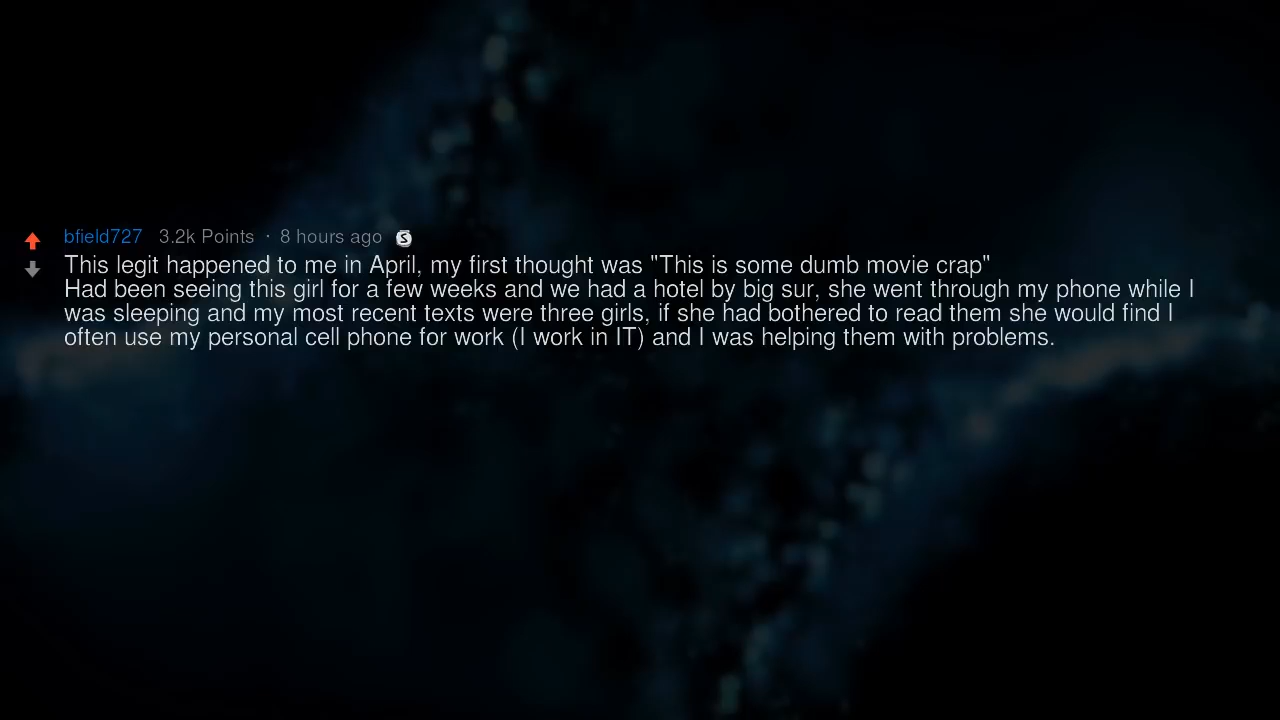 bfield727 3.2k Points · 8 hours ago S
This legit happened to me in April, my first thought was "This is some dumb movie crap"
Had been seeing this girl for a few weeks and we had a hotel by big sur, she went through my phone while I
was sleeping and my most recent texts were three girls, if she had bothered to read them she would find I
often use my personal cell phone for work (I work in IT) and I was helping them with problems.